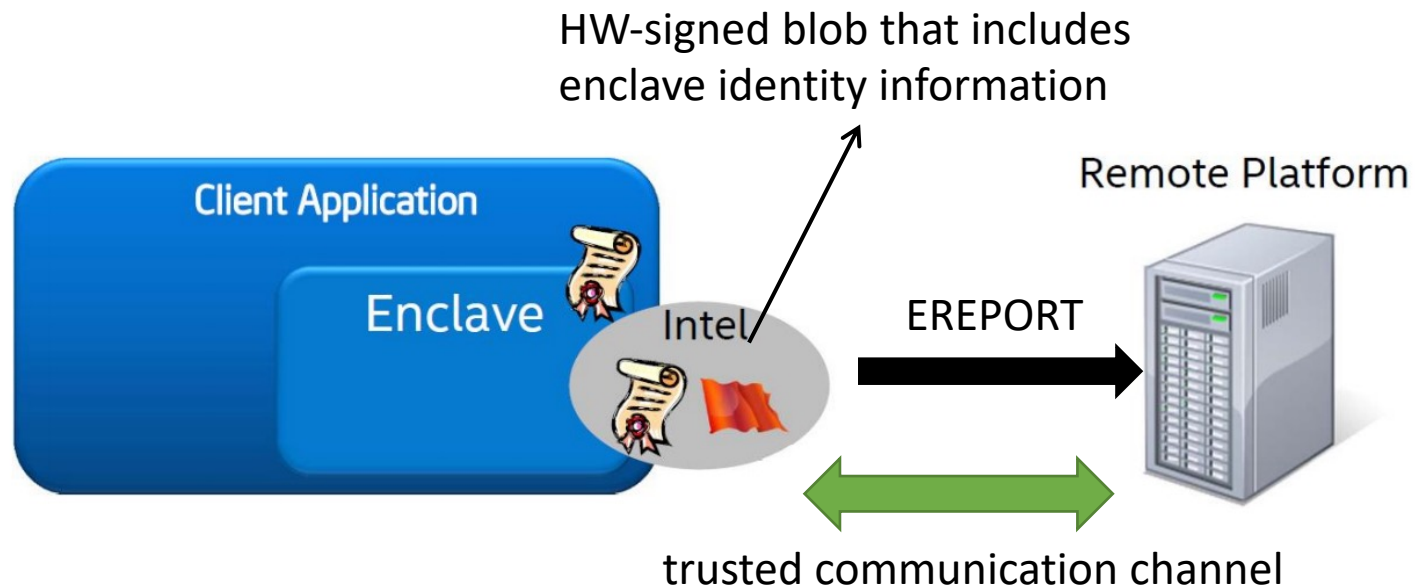 HW-signed blob that includes
enclave identity information
Remote Platform
Client Application
Enclave
Intel
EREPORT
trusted communication channel